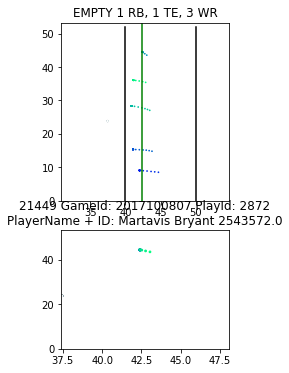 EMPTY 1 RB, 1 TE, 3 WR
50
40
30
20
10
0
35 40 45 50
21449 GameId: 2017100807 PlayId: 2872
PlayerName + ID: Martavis Bryant 2543572.0
40
20
0
37.5 40.0 42.5 45.0 47.5